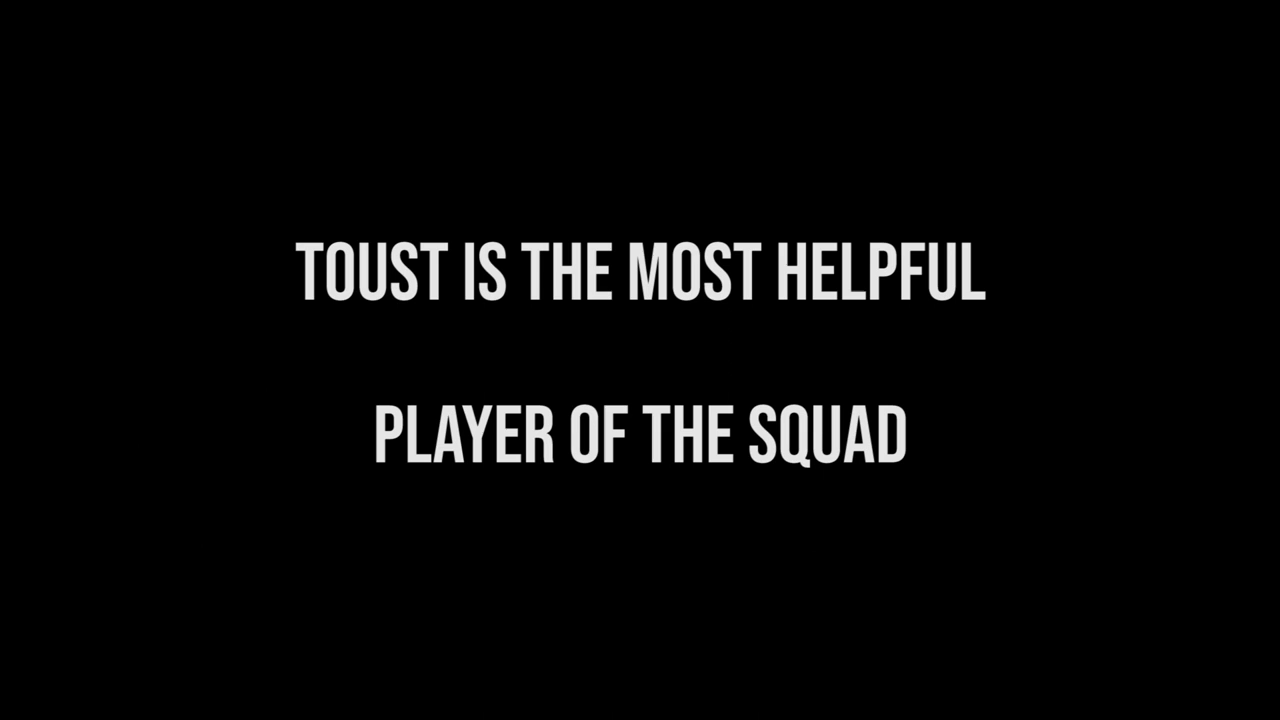 TOUST IS THE MOST HELPFUL
PLAYER OF THE SQUAD